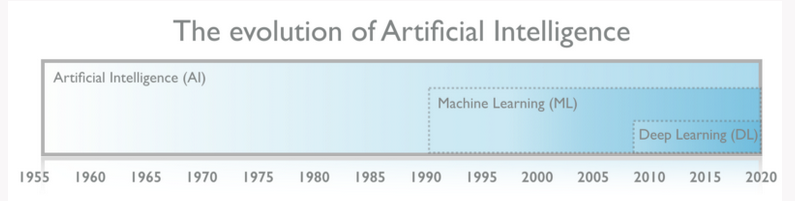 The evolution of Artificial Intelligence
Artificial Intelligence (AI)
Machine Learning (ML)
Deep Learning (DL)
1955 1960 1965 1970 1975 1980 1985 1990 1995 2000 2005 2010 2015 2020